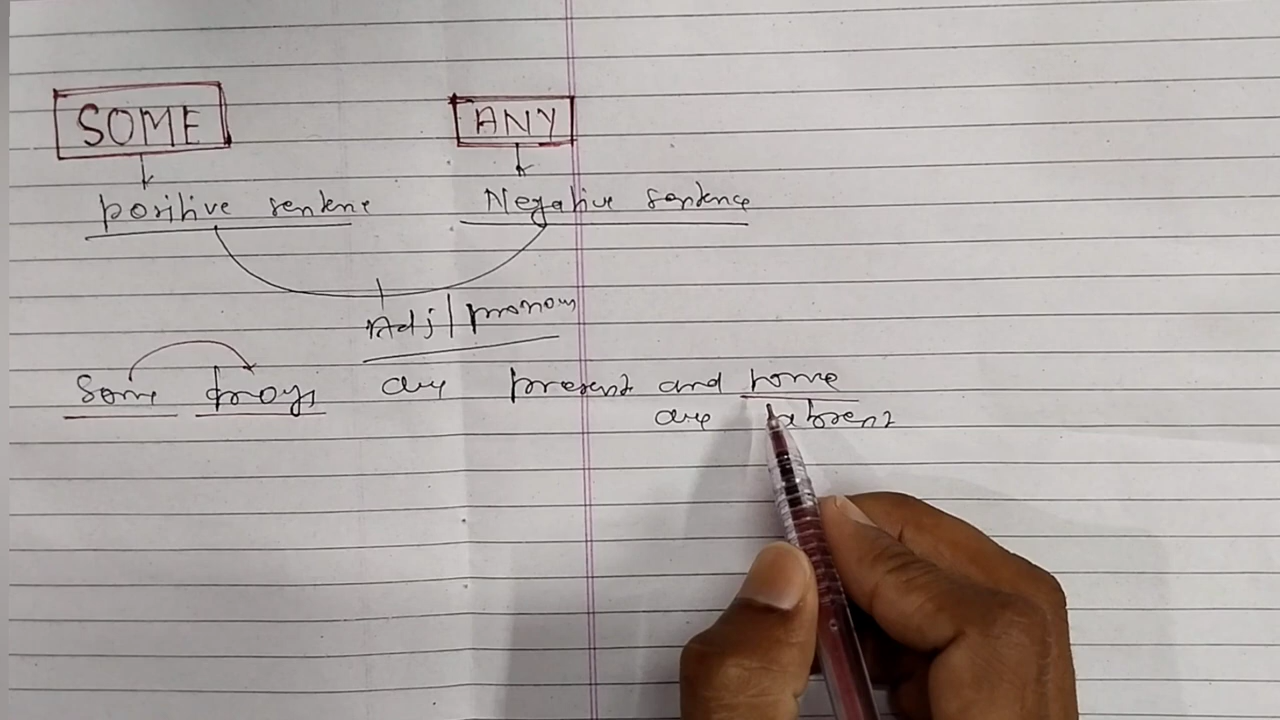 SOME ANY
positive sentence Negative sentence
Adj/pronoun
Some boys are present and some
are absent